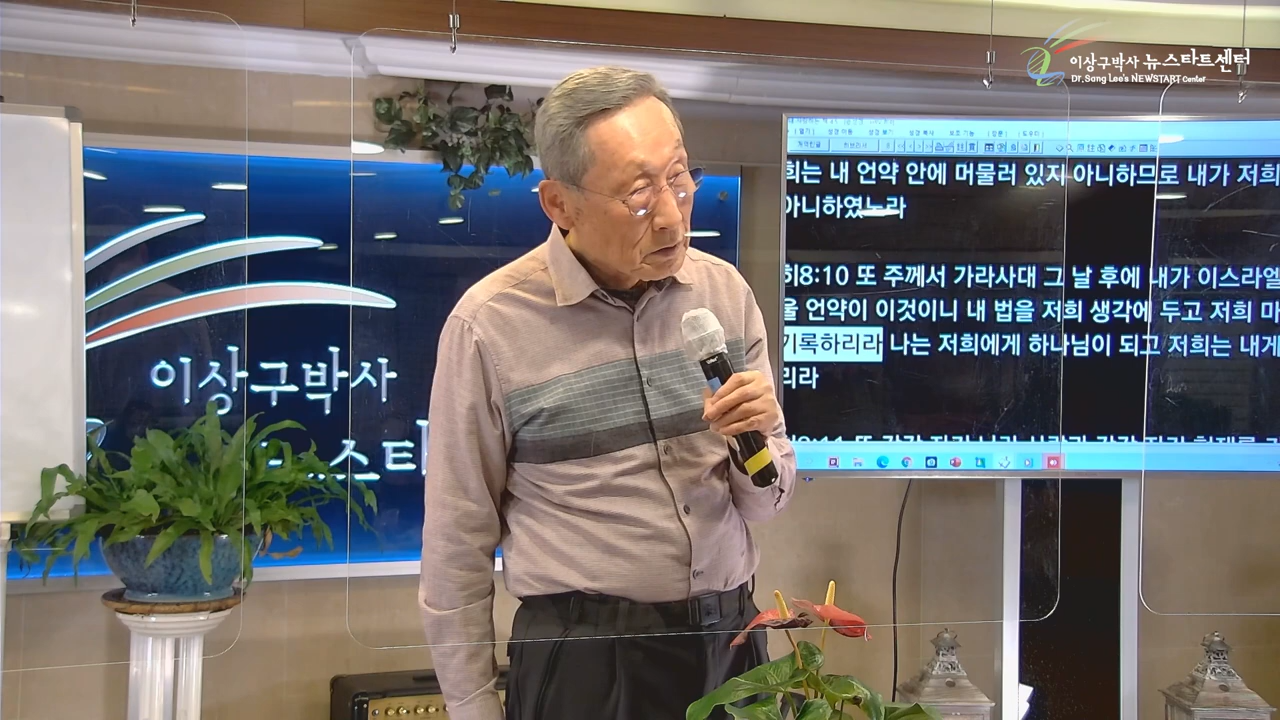 이상구박사 뉴스타트센터
Dr. Sang Lee's NEWSTART Center
이상구박사
스타
희는 내 언약 안에 머물러 있지 아니하므로 내가 저희
아니하였노라
히8:10 또 주께서 가라사대 그 날 후에 내가 이스라엘
울 언약이 이것이니 내 법을 저희 생각에 두고 저희 마
기록하리라 나는 저희에게 하나님이 되고 저희는 내게
리라